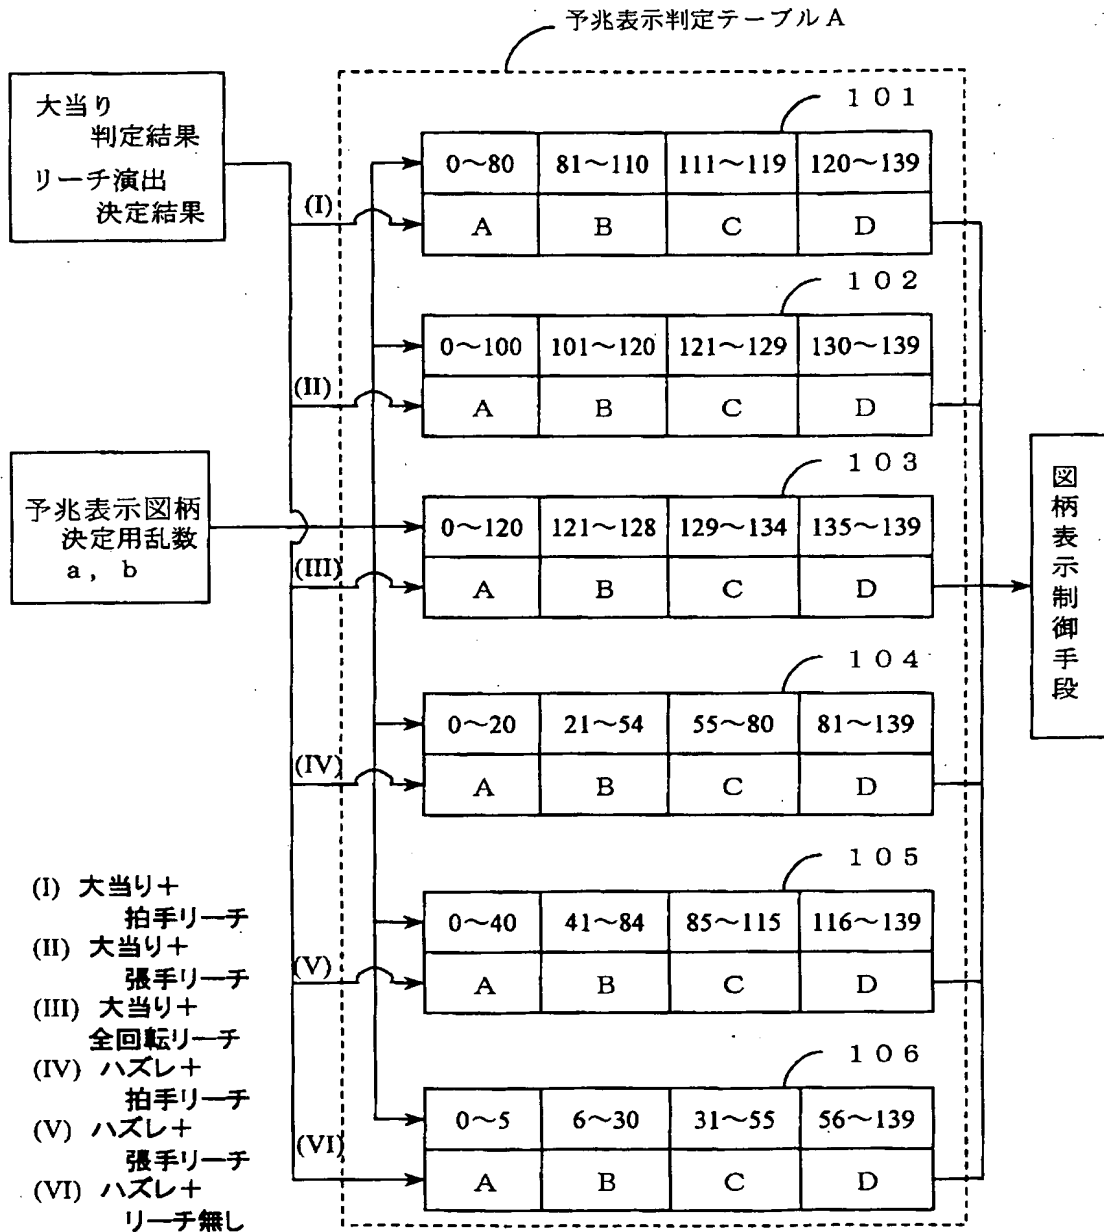 予兆表示判定テーブルA
大当り
判定結果
リーチ演出
決定結果
予兆表示図柄
決定用乱数
a, b
(I)
101
0～80 81～110 111～119 120～139
A B C D
(II)
102
0～100 101～120 121～129 130～139
A B C D
(III)
103
0～120 121～128 129～134 135～139
A B C D
(IV)
104
0～20 21～54 55～80 81～139
A B C D
(V)
105
0～40 41～84 85～115 116～139
A B C D
(VI)
106
0～5 6～30 31～55 56～139
A B C D
図柄表示制御手段
(I) 大当り＋
拍手リーチ
(II) 大当り＋
張手リーチ
(III) 大当り＋
全回転リーチ
(IV) ハズレ＋
拍手リーチ
(V) ハズレ＋
張手リーチ
(VI) ハズレ＋
リーチ無し